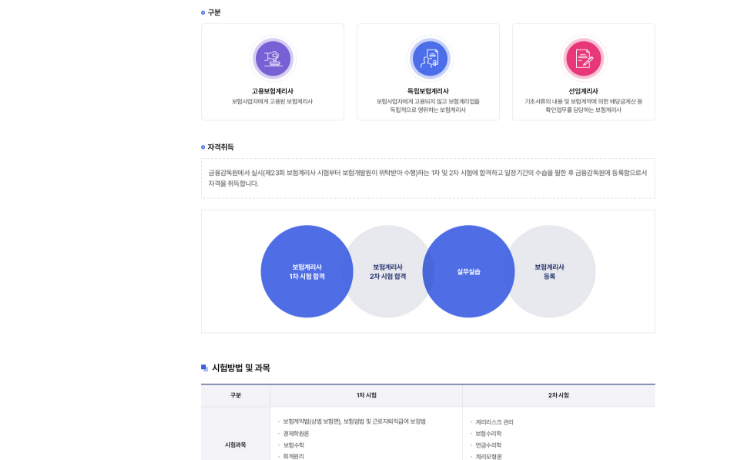 구분
고용보험계리사
보험사업자에게 고용된 보험계리사
독립보험계리사
보험사업자에게 고용되지 않고 보험계리업을
독립적으로 영위하는 보험계리사
선임계리사
기초서류의 내용 및 보험계약에 의한 배당금계산 등
확인업무를 담당하는 보험계리사
자격취득
금융감독원에서 실시(제23회 보험계리사 시험부터 보험개발원이 위탁받아 수행)하는 1차 및 2차 시험에 합격하고 일정기간의 수습을 필한 후 금융감독원에 등록함으로서
자격을 취득합니다.
보험계리사
1차 시험 합격
보험계리사
2차 시험 합격
실무실습
보험계리사
등록
시험방법 및 과목
구분 1차 시험 2차 시험
시험과목
· 보험계약법(상법 보험편), 보험업법 및 근로자퇴직급여 보장법
· 경제학원론
· 보험수학
· 회계원리
· 계리리스크 관리
· 보험수리학
· 연금수리학
· 계리모형론